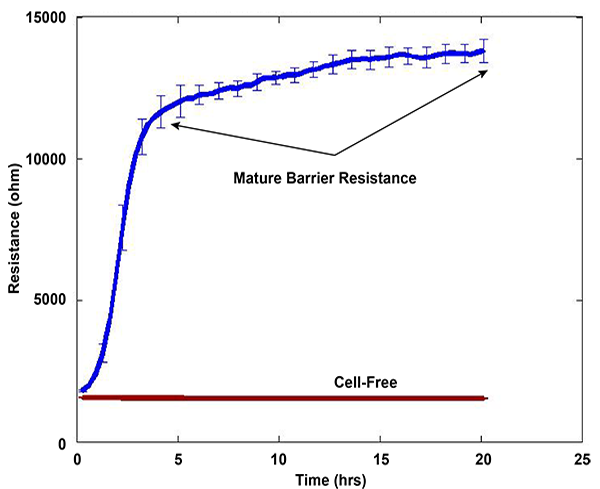 15000
10000
5000
0
Resistance (ohm)
Mature Barrier Resistance
Cell-Free
0 5 10 15 20 25
Time (hrs)